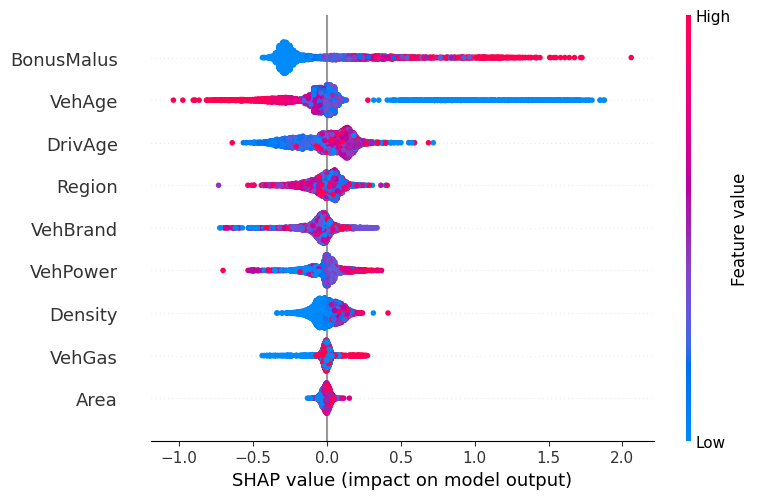 High
BonusMalus
VehAge
DrivAge
Region
VehBrand
VehPower
Density
VehGas
Area
Feature value
Low
−1.0 −0.5 0.0 0.5 1.0 1.5 2.0
SHAP value (impact on model output)